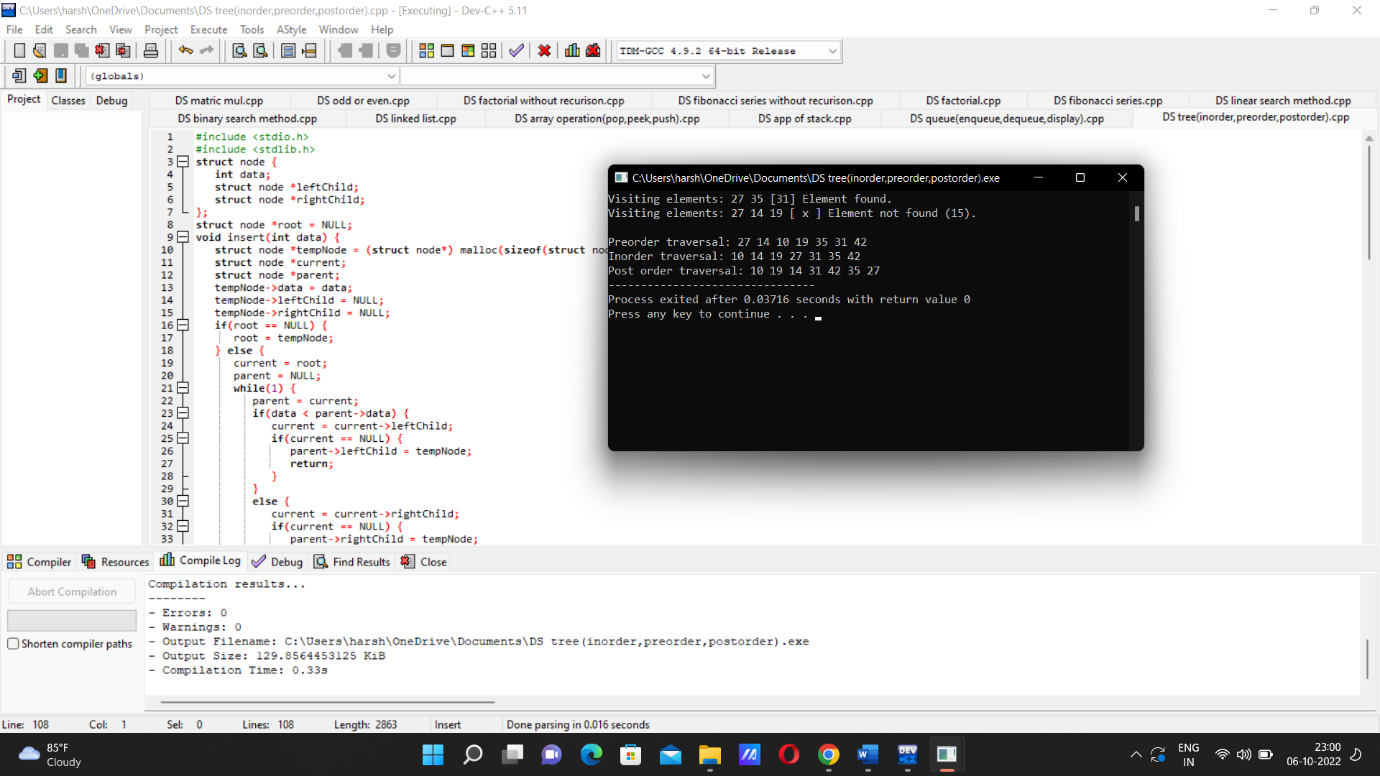 C:\Users\harsh\OneDrive\Documents\DS tree(inorder,preorder,postorder).cpp - [Executing] - Dev-C++ 5.11
File Edit Search View Project Execute Tools AStyle Window Help
TDM-GCC 4.9.2 64-bit Release
(globals)
Project Classes Debug
DS matric mul.cpp DS odd or even.cpp DS factorial without recurison.cpp DS fibonacci series without recurison.cpp DS factorial.cpp DS fibonacci series.cpp DS linear search method.cpp
DS binary search method.cpp DS linked list.cpp DS array operation(pop,peek,push).cpp DS app of stack.cpp DS queue(enqueue,dequeue,display).cpp DS tree(inorder,preorder,postorder).cpp
1 #include <stdio.h>
2 #include <stdlib.h>
3 struct node {
4 int data;
5 struct node *leftChild;
6 struct node *rightChild;
7 };
8 struct node *root = NULL;
9 void insert(int data) {
10 struct node *tempNode = (struct node*) malloc(sizeof(struct no
11 struct node *current;
12 struct node *parent;
13 tempNode->data = data;
14 tempNode->leftChild = NULL;
15 tempNode->rightChild = NULL;
16 if(root == NULL) {
17 root = tempNode;
18 } else {
19 current = root;
20 parent = NULL;
21 while(1) {
22 parent = current;
23 if(data < parent->data) {
24 current = current->leftChild;
25 if(current == NULL) {
26 parent->leftChild = tempNode;
27 return;
28 }
29 }
30 else {
31 current = current->rightChild;
32 if(current == NULL) {
33 parent->rightChild = tempNode;
C:\Users\harsh\OneDrive\Documents\DS tree(inorder,preorder,postorder).exe
Visiting elements: 27 35 [31] Element found.
Visiting elements: 27 14 19 [ x ] Element not found (15).
Preorder traversal: 27 14 10 19 35 31 42
Inorder traversal: 10 14 19 27 31 35 42
Post order traversal: 10 19 14 31 42 35 27
--------------------------------
Process exited after 0.03716 seconds with return value 0
Press any key to continue . . .
Compiler Resources Compile Log Debug Find Results Close
Abort Compilation
Shorten compiler paths
Compilation results...
--------
- Errors: 0
- Warnings: 0
- Output Filename: C:\Users\harsh\OneDrive\Documents\DS tree(inorder,preorder,postorder).exe
- Output Size: 129.8564453125 KiB
- Compilation Time: 0.33s
Line: 108 Col: 1 Sel: 0 Lines: 108 Length: 2863 Insert Done parsing in 0.016 seconds
85°F
Cloudy
DEV
ENG
IN
23:00
06-10-2022